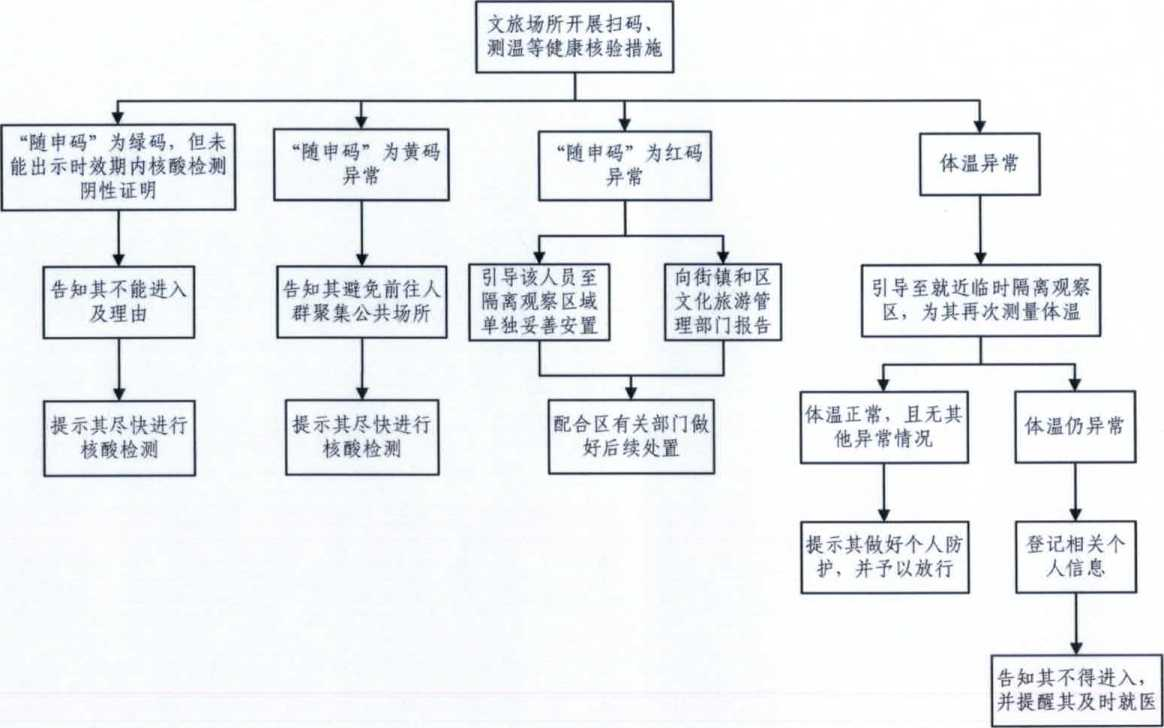 文旅场所开展扫码、
测温等健康核验措施
“随申码”为绿码，但未
能出示时效期内核酸检测
阴性证明
“随申码”为黄码
异常
“随申码”为红码
异常
体温异常
告知其不能进入
及理由
告知其避免前往人
群聚集公共场所
引导该人员至
隔离观察区域
单独妥善安置
向街镇和区
文化旅游管
理部门报告
引导至就近临时隔离观察
区，为其再次测量体温
提示其尽快进行
核酸检测
提示其尽快进行
核酸检测
配合区有关部门做
好后续处置
体温正常，且无其
他异常情况
体温仍异常
提示其做好个人防
护，并予以放行
登记相关个
人信息
告知其不得进入，
并提醒其及时就医